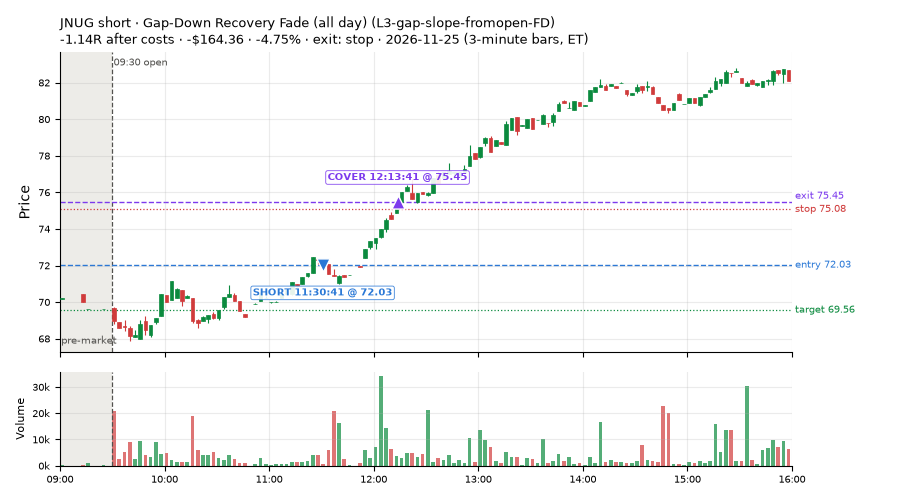 JNUG short · Gap-Down Recovery Fade (all day) (L3-gap-slope-fromopen-FD)
-1.14R after costs · -$164.36 · -4.75% · exit: stop · 2026-11-25 (3-minute bars, ET)
09:30 open
82
80
78
76
74
72
70
68
Price
COVER 12:13:41 @ 75.45
exit 75.45
stop 75.08
entry 72.03
SHORT 11:30:41 @ 72.03
target 69.56
pre-market
30k
20k
10k
0k
Volume
09:00
10:00
11:00
12:00
13:00
14:00
15:00
16:00